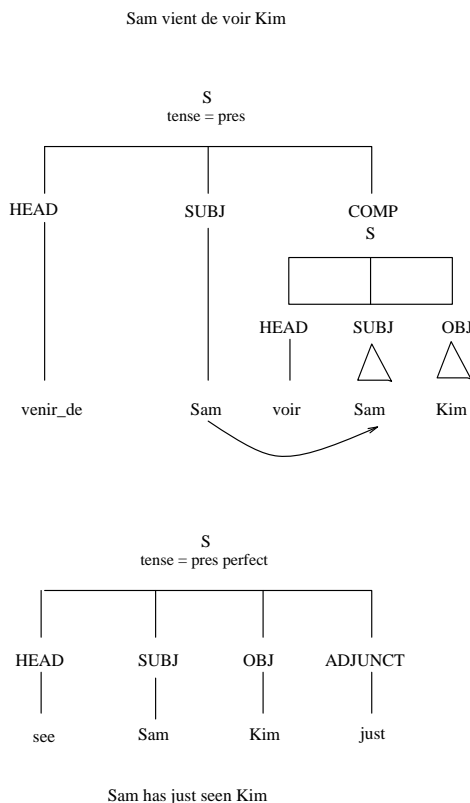 Sam vient de voir Kim
S
tense = pres
HEAD SUBJ COMP
S
HEAD SUBJ OBJ
venir_de Sam voir Sam Kim
S
tense = pres perfect
HEAD SUBJ OBJ ADJUNCT
see Sam Kim just
Sam has just seen Kim